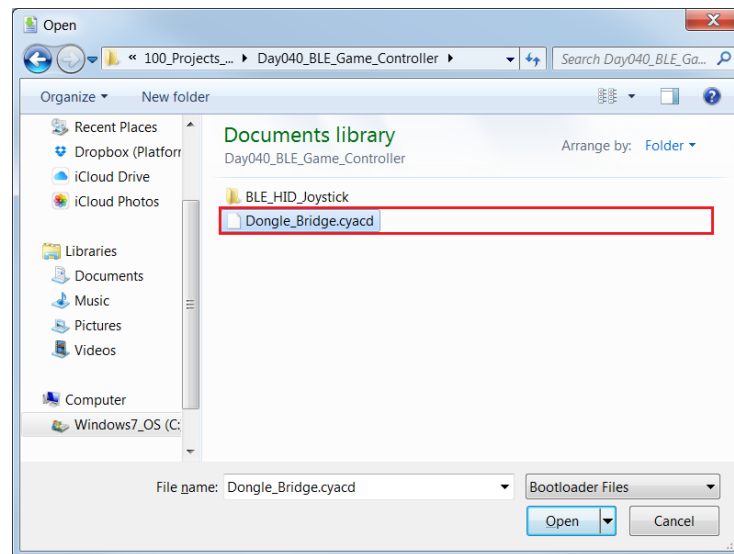 Open
« 100_Projects_... ▸ Day040_BLE_Game_Controller ▸
Search Day040_BLE_Ga...
Organize ▾ New folder
Recent Places
Dropbox (Platforr
iCloud Drive
iCloud Photos
Libraries
Documents
Music
Pictures
Videos
Computer
Windows7_OS (C:
Documents library
Day040_BLE_Game_Controller
Arrange by: Folder ▾
BLE_HID_Joystick
Dongle_Bridge.cyacd
File name: Dongle_Bridge.cyacd
Bootloader Files
Open
Cancel